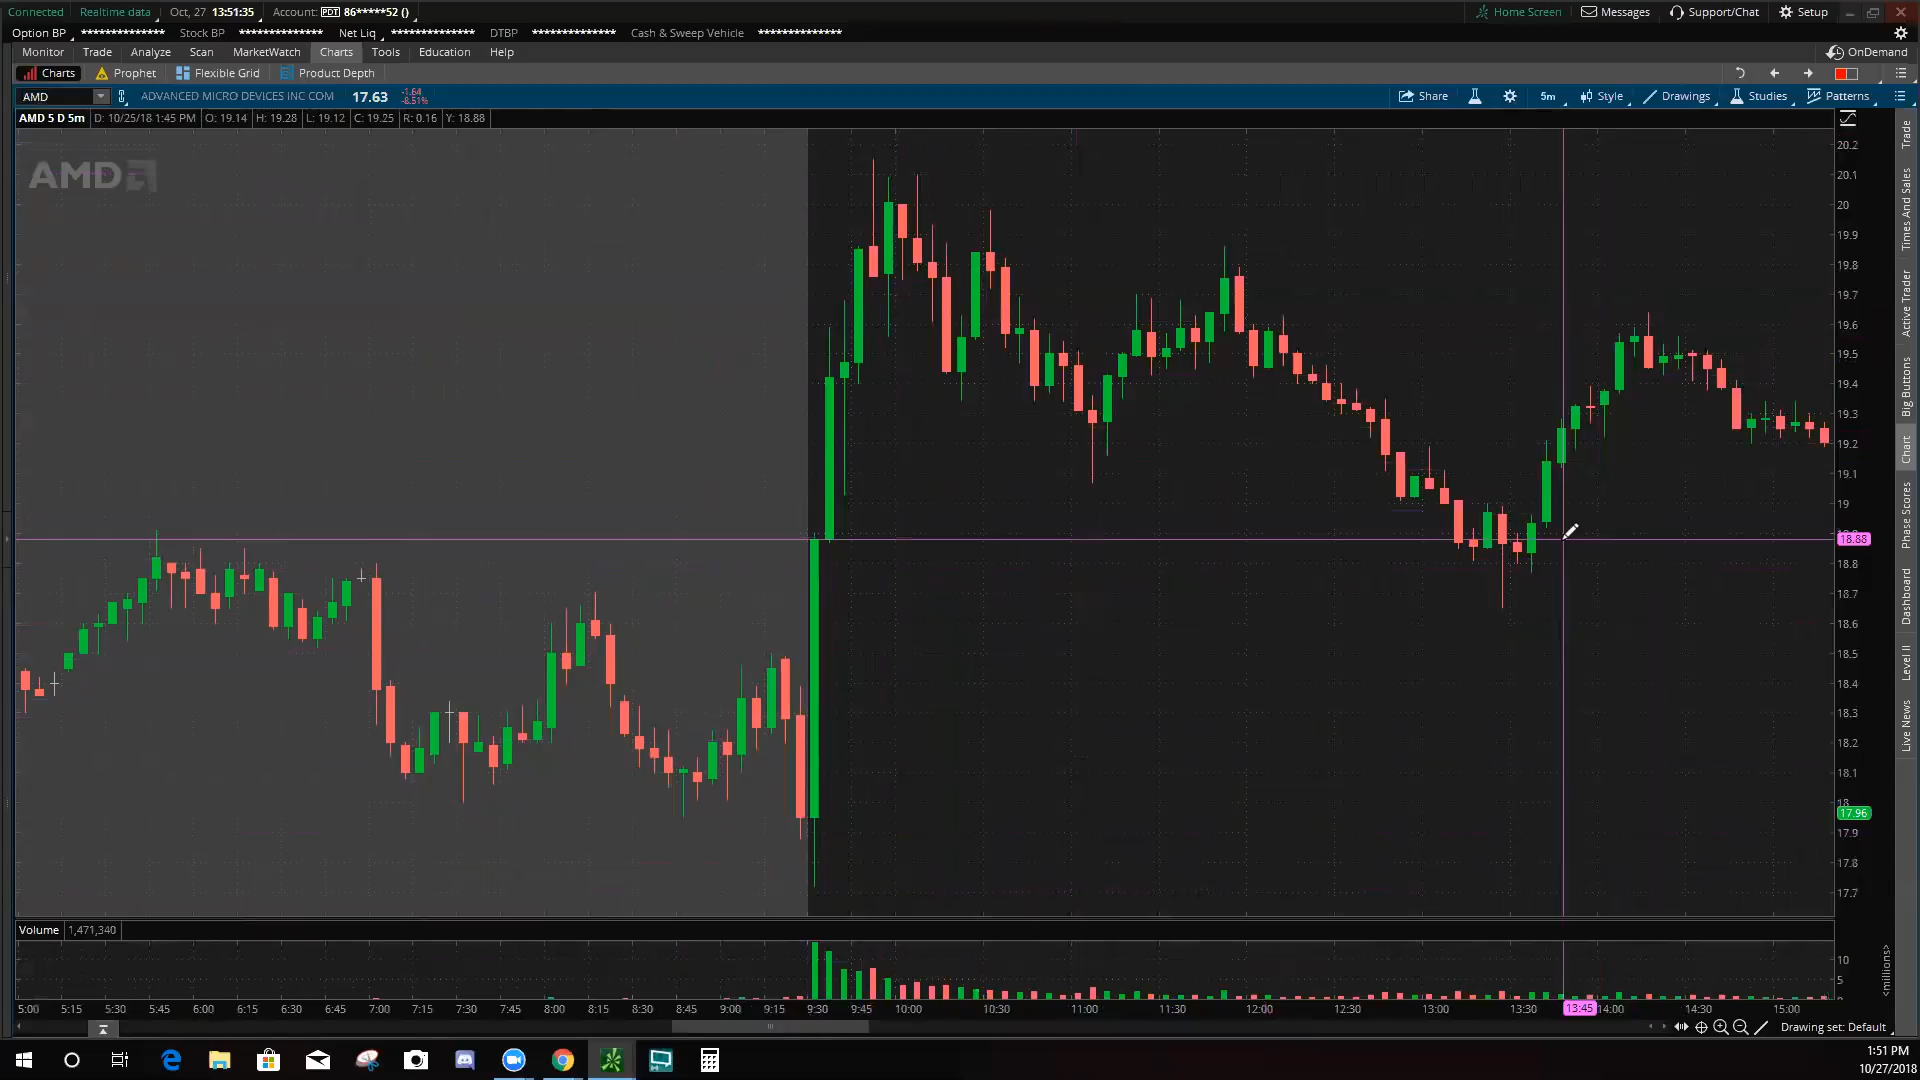 Connected Realtime data Oct, 27 13:51:35 Account: PDT 86*****52 () Home Screen Messages Support/Chat Setup
Option BP ************** Stock BP ************** Net Liq ************** DTBP ************** Cash & Sweep Vehicle **************
Monitor Trade Analyze Scan MarketWatch Charts Tools Education Help OnDemand
Charts Prophet Flexible Grid Product Depth
AMD ADVANCED MICRO DEVICES INC COM 17.63 -1.64 -8.51% Share 5m Style Drawings Studies Patterns
AMD 5 D 5m D: 10/25/18 1:45 PM O: 19.14 H: 19.28 L: 19.12 C: 19.25 R: 0.16 Y: 18.88
AMD
20.2
20.1
20
19.9
19.8
19.7
19.6
19.5
19.4
19.3
19.2
19.1
19
18.88
18.8
18.7
18.6
18.5
18.4
18.3
18.2
18.1
18
17.96
17.9
17.8
17.7
Trade
Times And Sales
Active Trader
Big Buttons
Chart
Phase Scores
Dashboard
Level II
Live News
Volume 1,471,340
10
5
<millions>
5:00 5:15 5:30 5:45 6:00 6:15 6:30 6:45 7:00 7:15 7:30 7:45 8:00 8:15 8:30 8:45 9:00 9:15 9:30 9:45 10:00 10:30 11:00 11:30 12:00 12:30 13:00 13:30 13:45 14:00 14:30 15:00
Drawing set: Default
1:51 PM
10/27/2018